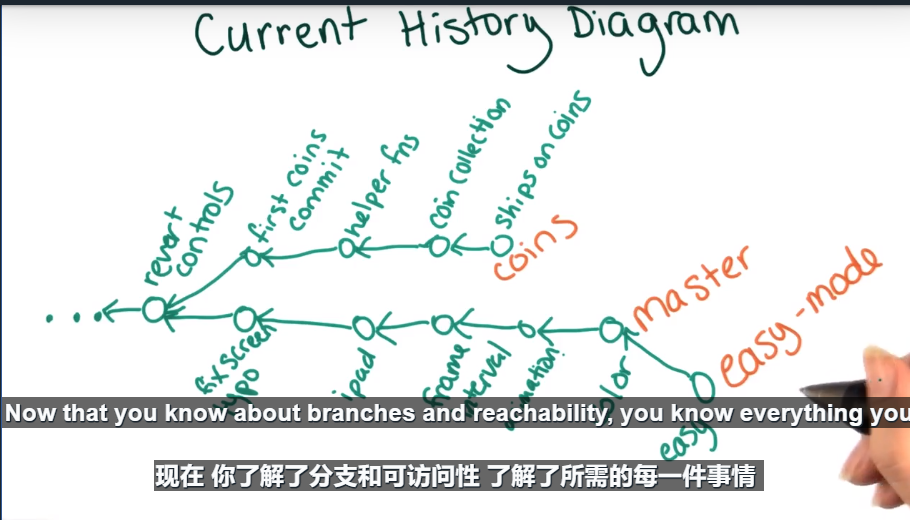 Current History Diagram
revert
controls
first coins
commit
helper fns
coin collection
ships on coins
coins
master
easy-mode
fix screen
typo
ipad
frame
interval
easy
Now that you know about branches and reachability, you know everything you
现在 你了解了分支和可访问性 了解了所需的每一件事情